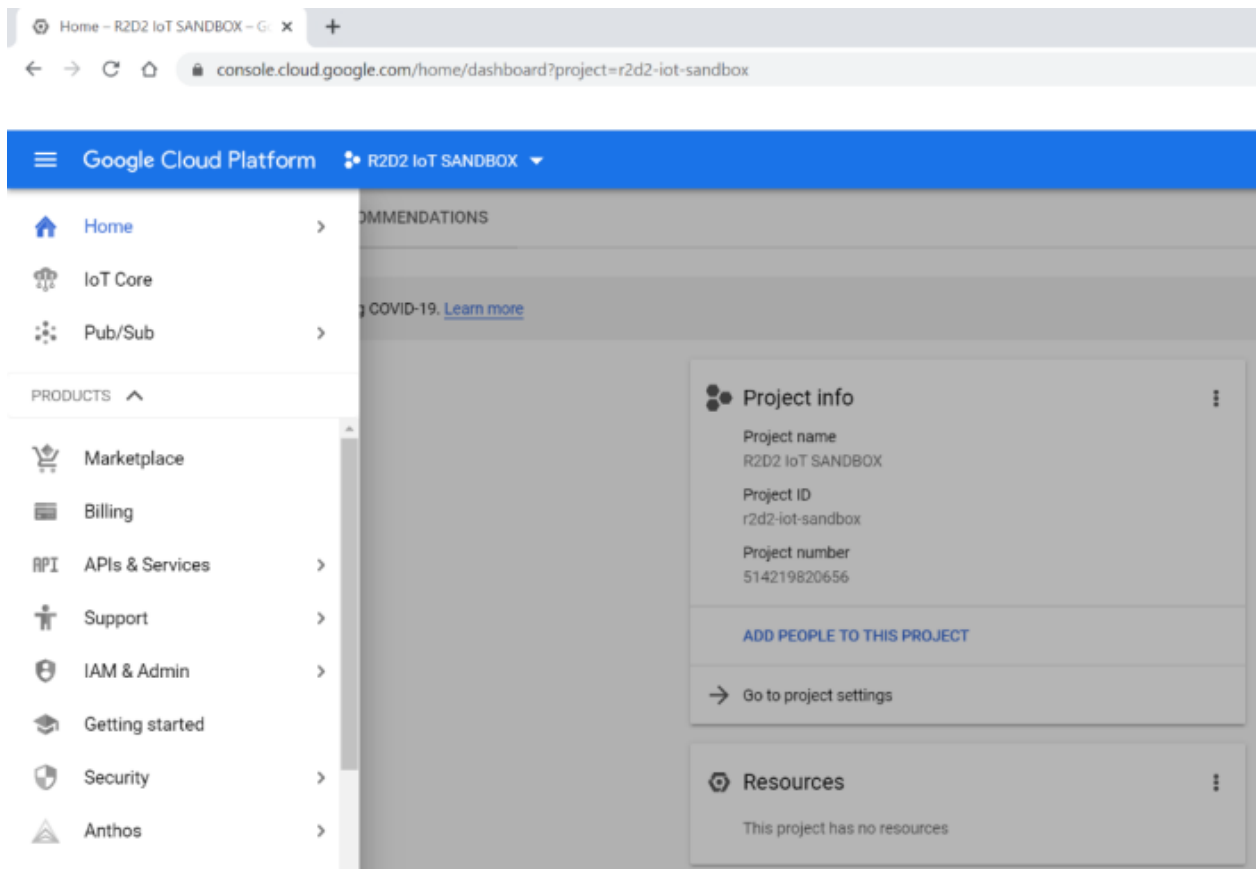 Home – R2D2 IoT SANDBOX – G
console.cloud.google.com/home/dashboard?project=r2d2-iot-sandbox
Google Cloud Platform
R2D2 IoT SANDBOX
Home
IoT Core
Pub/Sub
PRODUCTS
Marketplace
Billing
API
APIs & Services
Support
IAM & Admin
Getting started
Security
Anthos
OMMENDATIONS
g COVID-19. Learn more
Project info
Project name
R2D2 IoT SANDBOX
Project ID
r2d2-iot-sandbox
Project number
514219820656
ADD PEOPLE TO THIS PROJECT
Go to project settings
Resources
This project has no resources